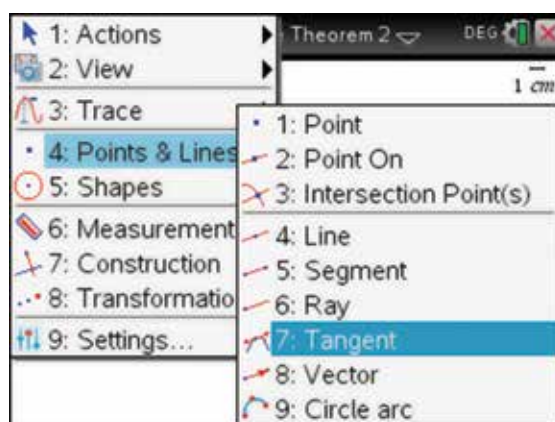 1: Actions
2: View
3: Trace
4: Points & Lines
5: Shapes
6: Measurement
7: Construction
8: Transformatio
9: Settings...
Theorem 2 DEG
1 cm
1: Point
2: Point On
3: Intersection Point(s)
4: Line
5: Segment
6: Ray
7: Tangent
8: Vector
9: Circle arc